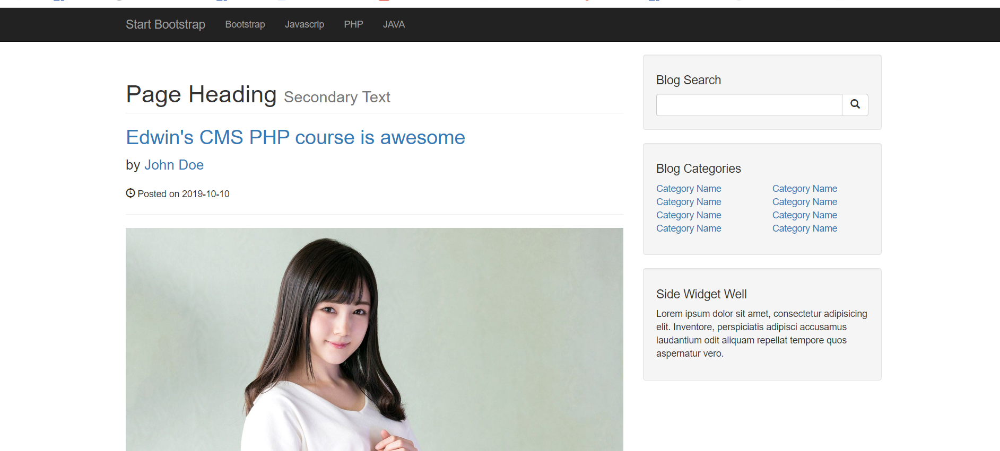 Start Bootstrap Bootstrap Javascrip PHP JAVA
Page Heading Secondary Text
Edwin's CMS PHP course is awesome
by John Doe
Posted on 2019-10-10
Blog Search
Blog Categories
Category Name Category Name
Category Name Category Name
Category Name Category Name
Category Name Category Name
Side Widget Well
Lorem ipsum dolor sit amet, consectetur adipisicing
elit. Inventore, perspiciatis adipisci accusamus
laudantium odit aliquam repellat tempore quos
aspernatur vero.